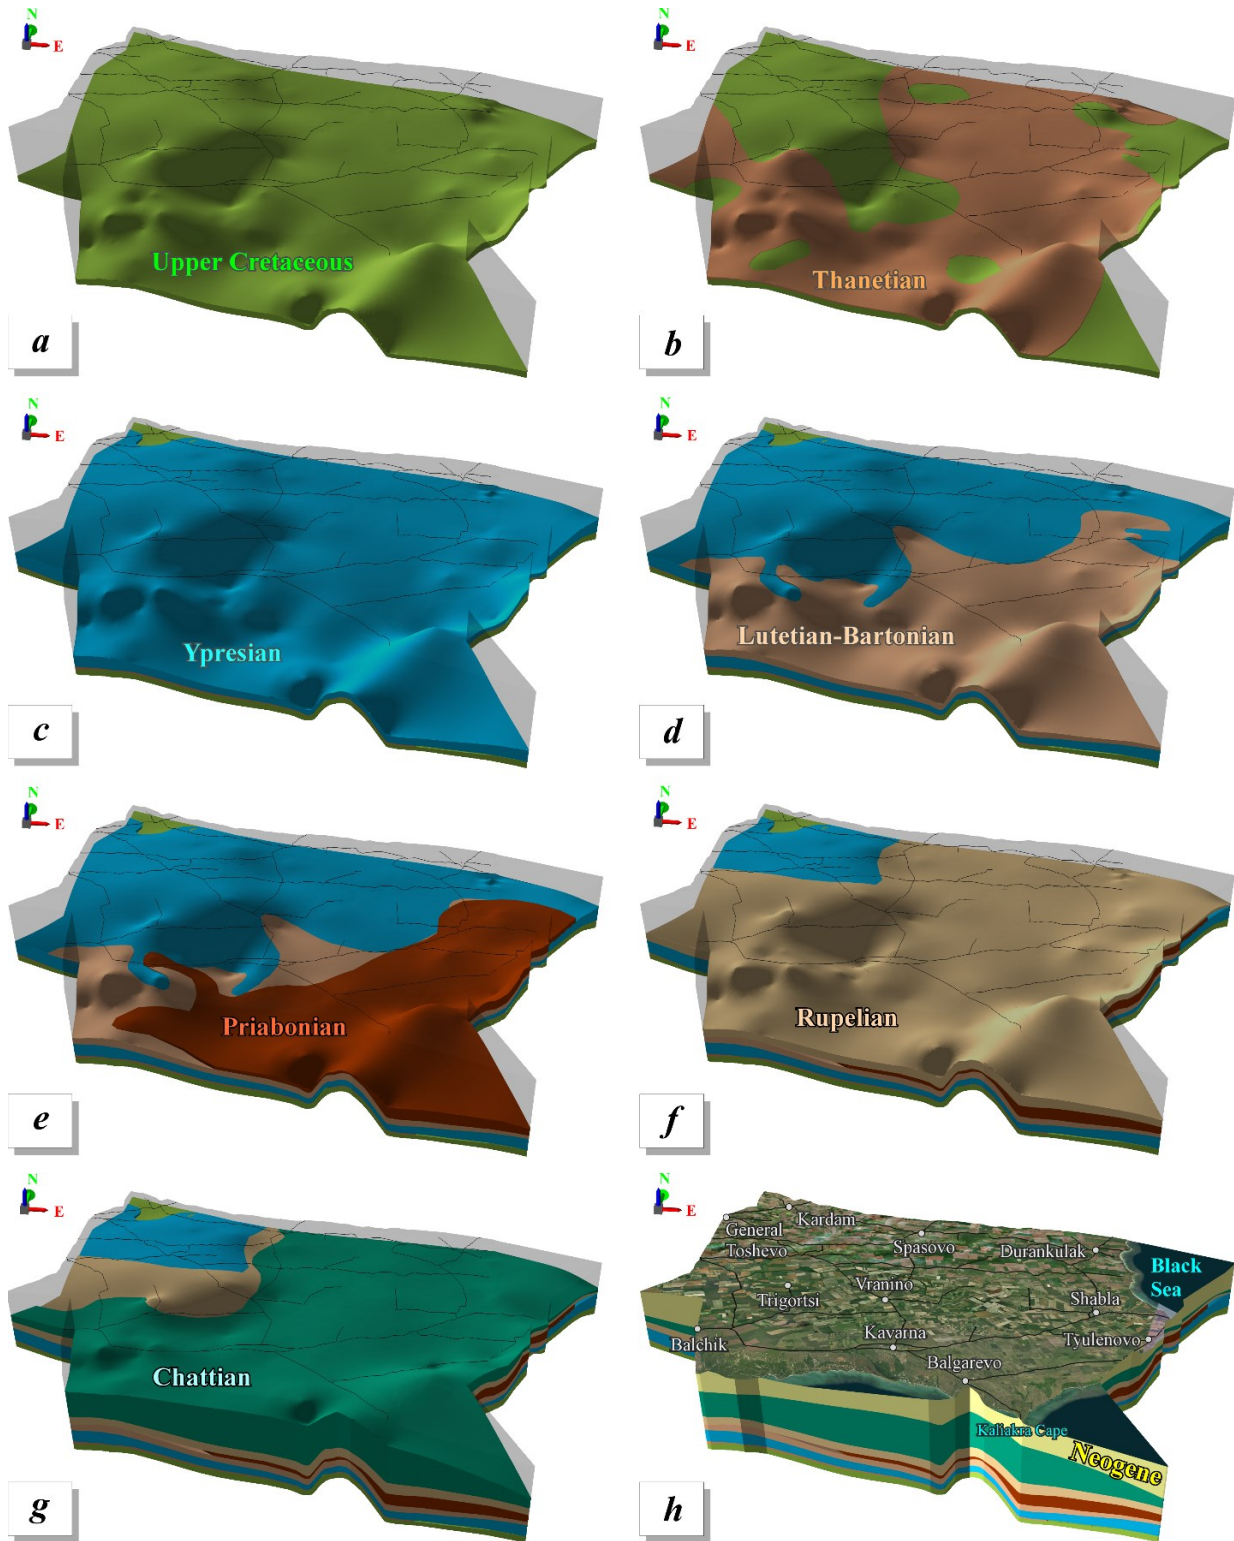 N
E
Upper Cretaceous
a
N
E
Thanetian
b
N
E
Ypresian
c
N
E
Lutetian-Bartonian
d
N
E
Priabonian
e
N
E
Rupelian
f
N
E
Chattian
g
N
E
General
Toshevo
Kardam
Spasovo
Durankulak
Black
Sea
Trigortsi
Vranino
Shabla
Balchik
Kavarna
Tyulenovo
Balgarevo
Kaliakra Cape
Neogene
h